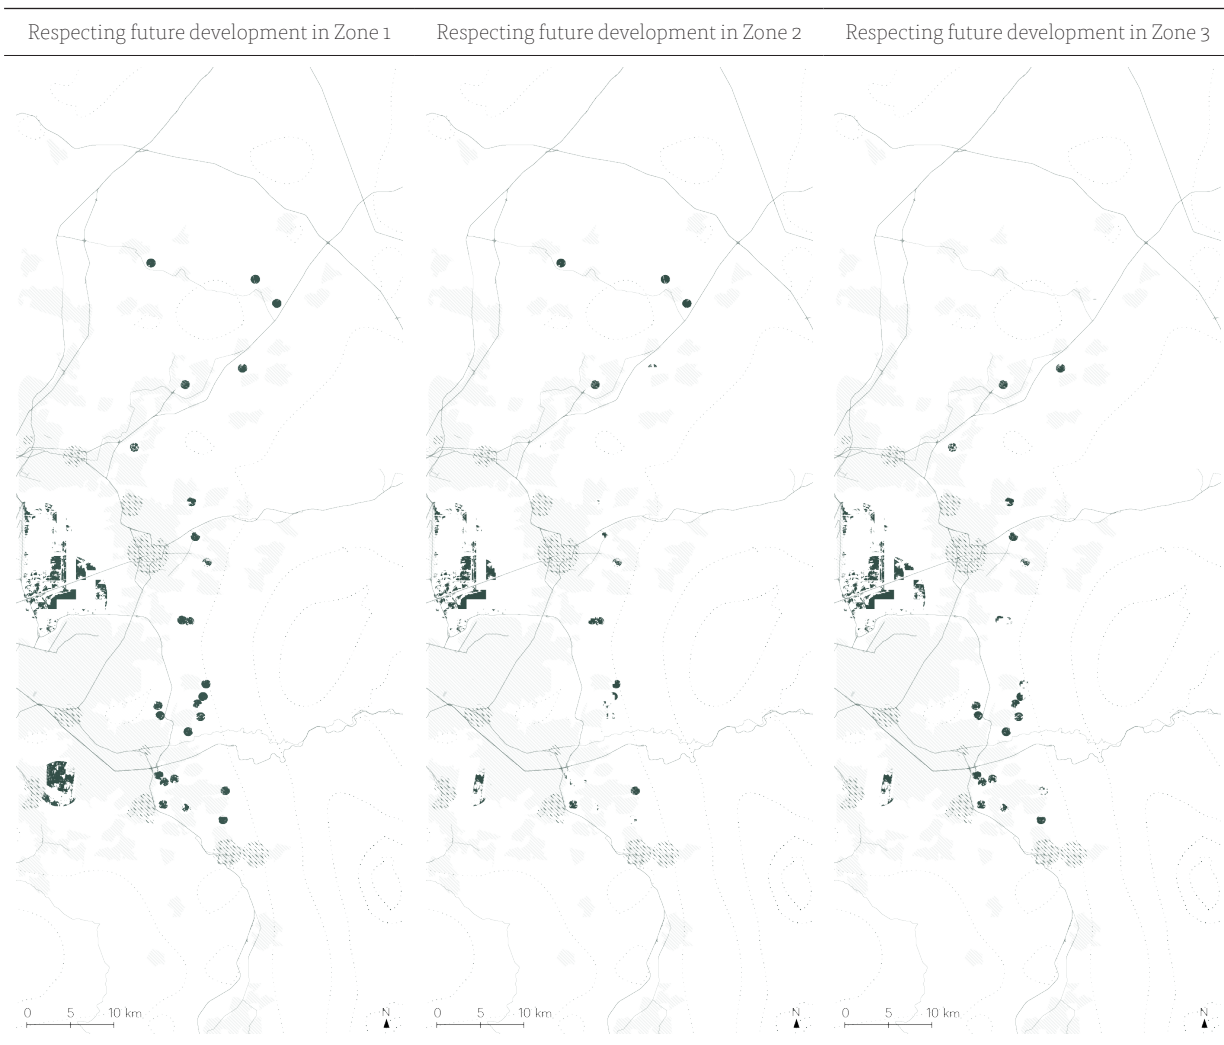 Respecting future development in Zone 1
Respecting future development in Zone 2
Respecting future development in Zone 3
0 5 10 km
N
0 5 10 km
N
0 5 10 km
N